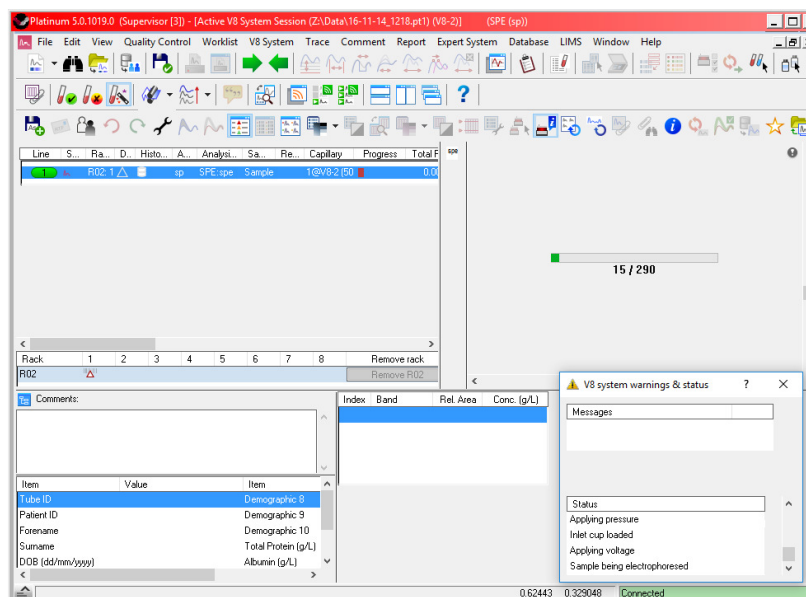 Platinum 5.0.1019.0 (Supervisor [3]) - [Active V8 System Session (Z:\Data\16-11-14_1218.pt1) (V8-2)] (SPE (sp))
File Edit View Quality Control Worklist V8 System Trace Comment Report Expert System Database LIMS Window Help
Line S... Ra... D... Histo... A... Analysi... Sa... Re... Capillary Progress Total F
1 R02: 1 sp SPE:spe Sample 1@V8-2 (50 0.00
spe
15 / 290
Rack 1 2 3 4 5 6 7 8 Remove rack
R02 Remove R02
Comments:
Index Band Rel. Area Conc. (g/L)
Item Value Item
Tube ID Demographic 8
Patient ID Demographic 9
Forename Demographic 10
Surname Total Protein (g/L)
DOB (dd/mm/yyyy) Albumin (g/L)
V8 system warnings & status ?
Messages
Status
Applying pressure
Inlet cup loaded
Applying voltage
Sample being electrophoresed
0.62443 0.329048 Connected